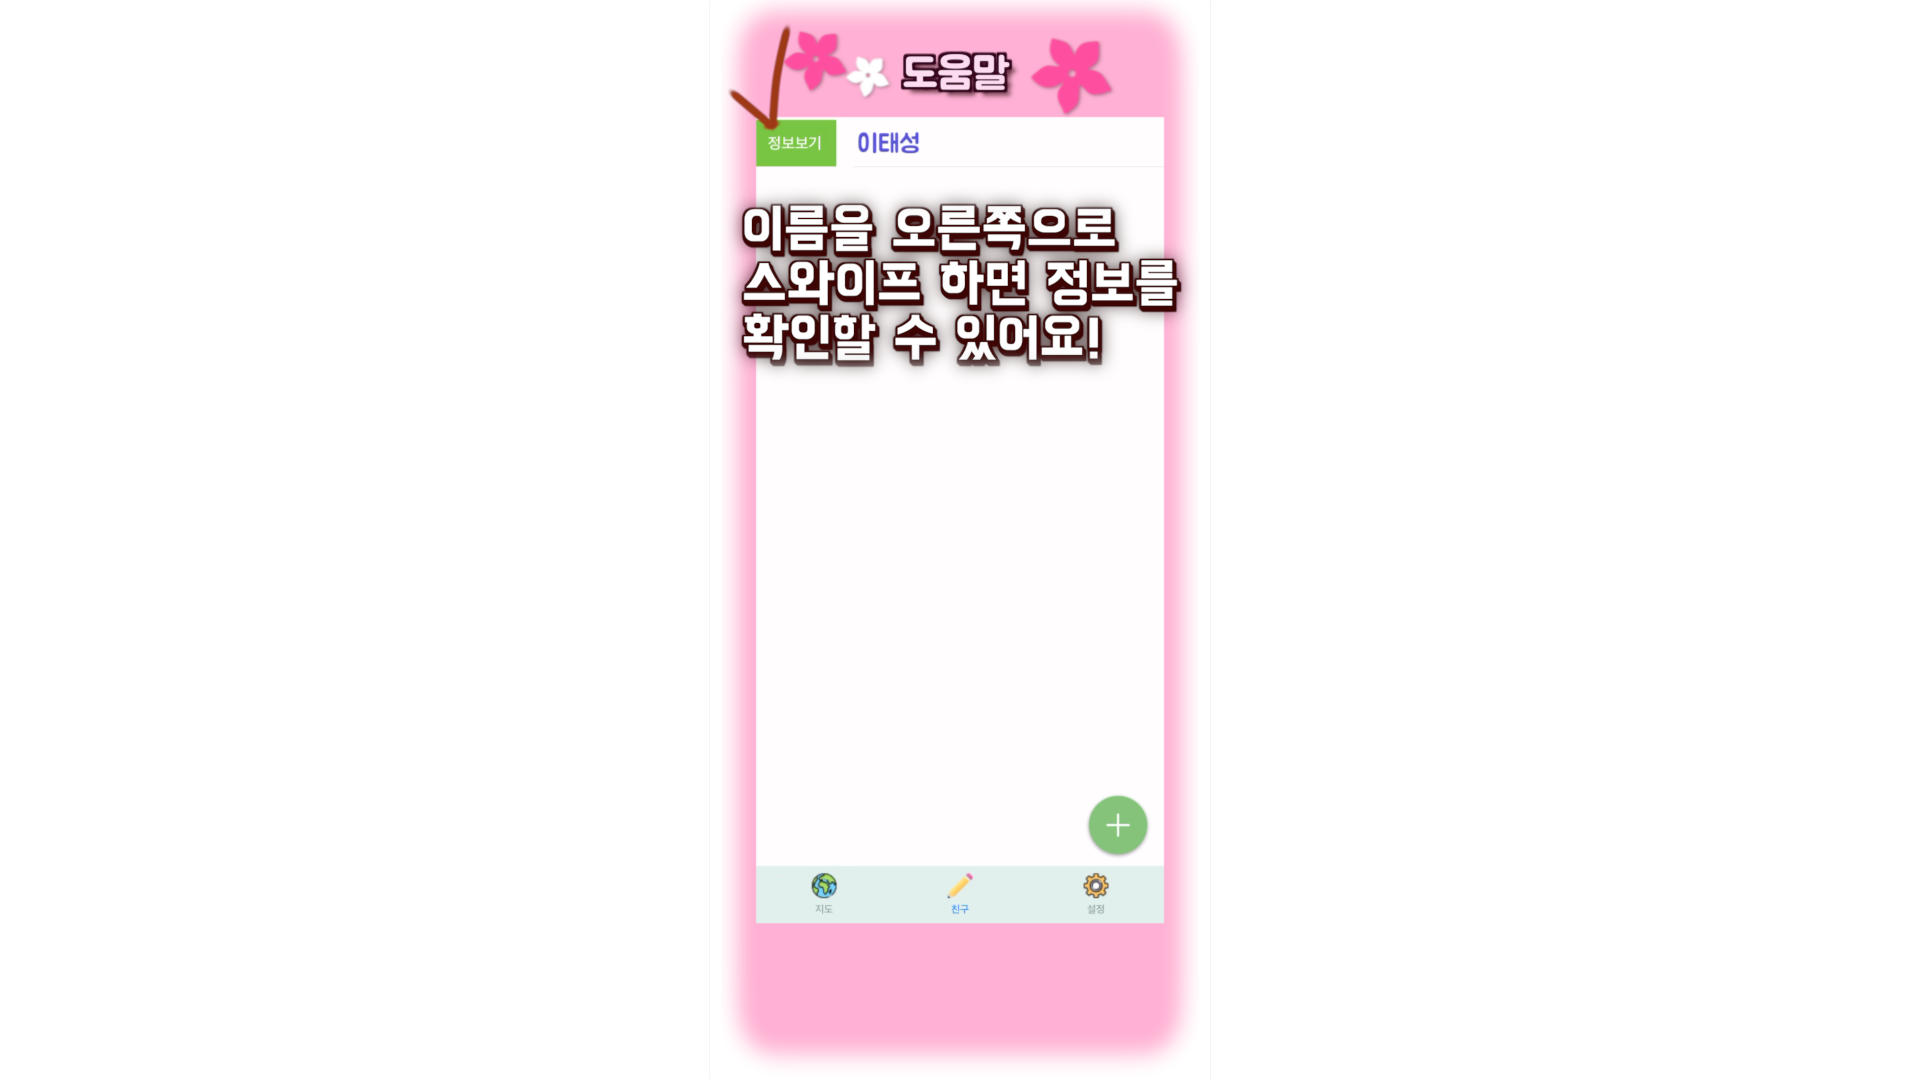 도움말
정보보기
이태성
이름을 오른쪽으로
스와이프 하면 정보를
확인할 수 있어요!
지도
친구
설정